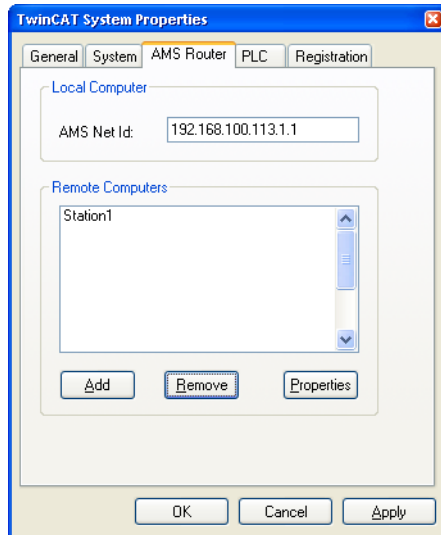 TwinCAT System Properties
General System AMS Router PLC Registration
Local Computer
AMS Net Id: 192.168.100.113.1.1
Remote Computers
Station1
Add Remove Properties
OK Cancel Apply